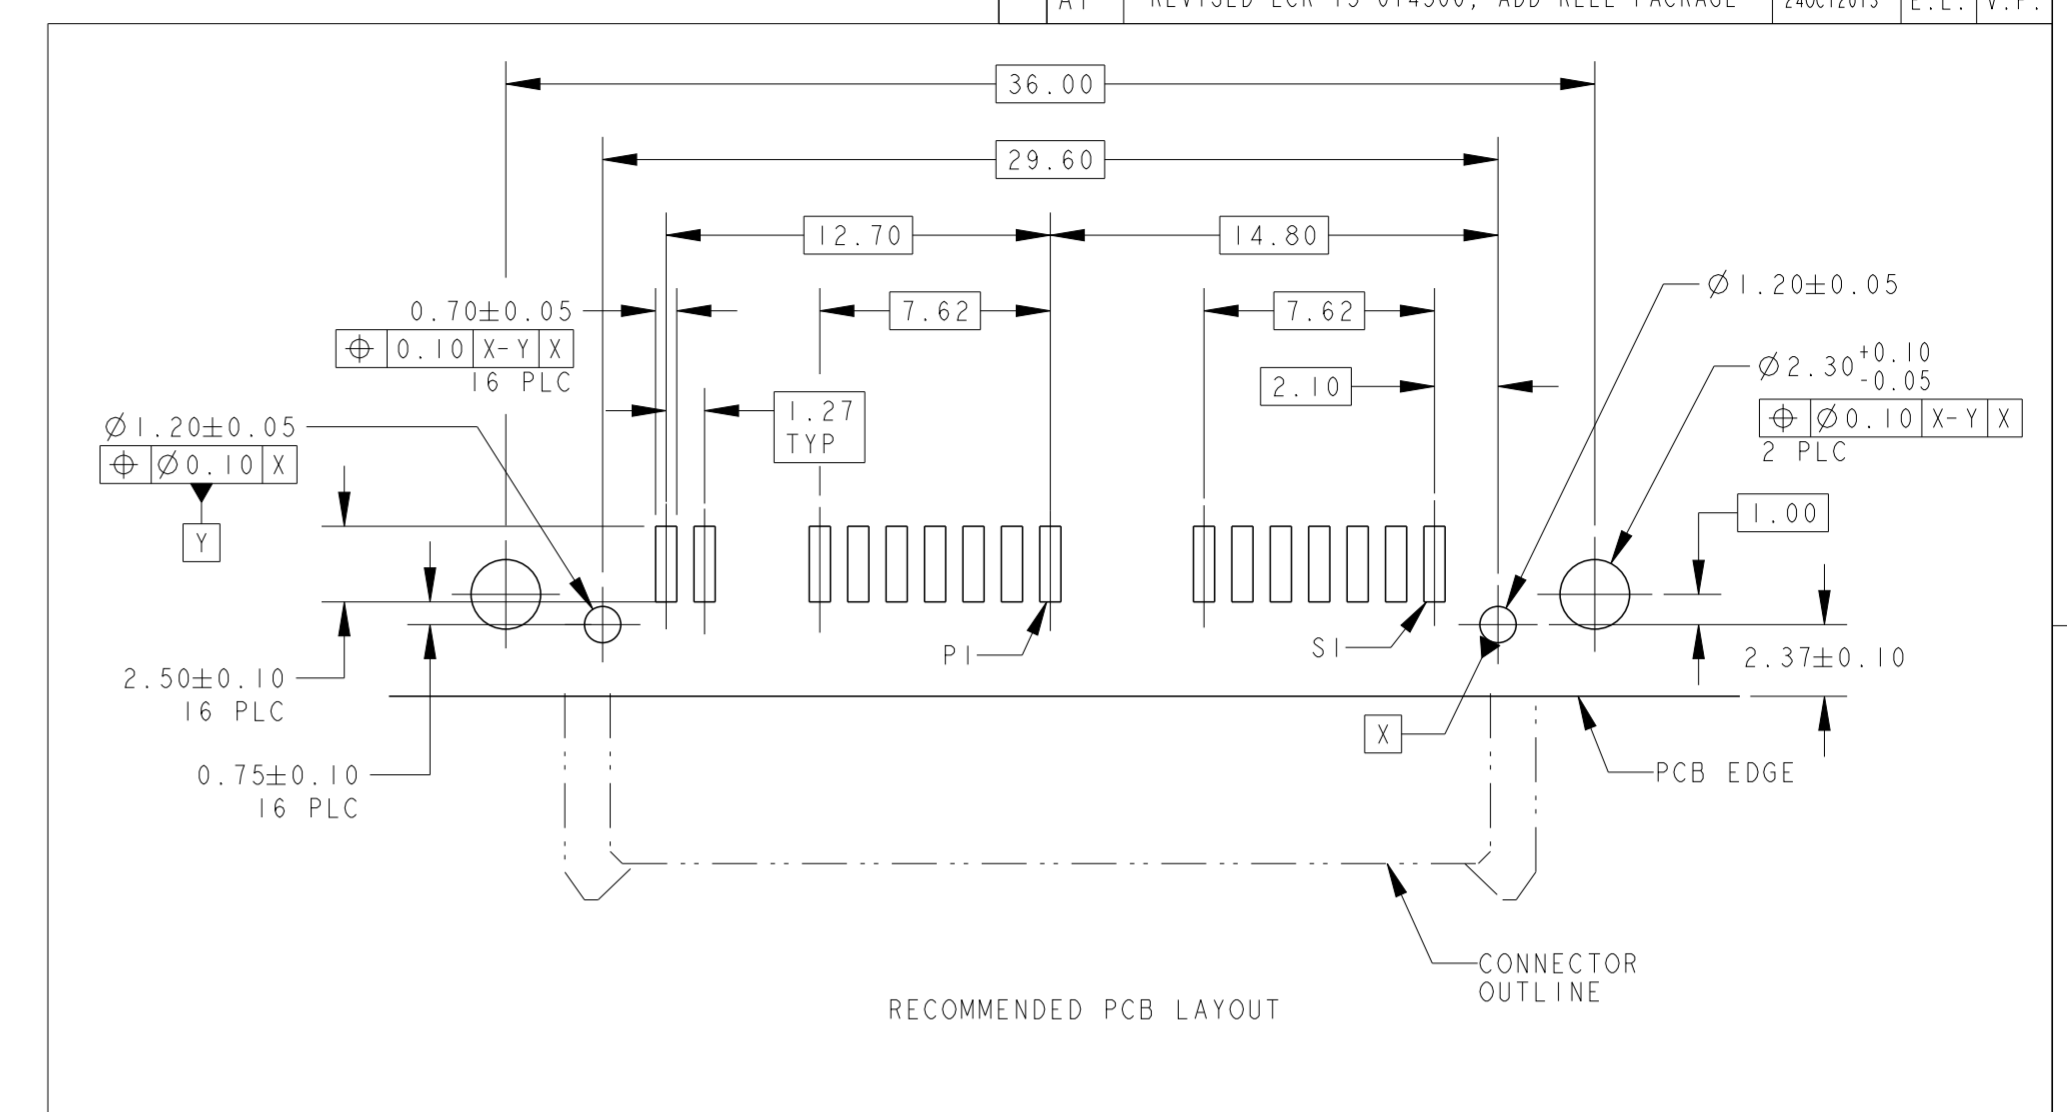 36.00
29.60
12.70
14.80
0.70±0.05
⌖ 0.10 X-Y X
16 PLC
7.62
7.62
Ø1.20±0.05
Ø2.30 +0.10 -0.05
⌖ Ø0.10 X-Y X
2 PLC
2.10
1.27
TYP
Ø1.20±0.05
⌖ Ø0.10 X
Y
1.00
P1
S1
2.37±0.10
2.50±0.10
16 PLC
X
0.75±0.10
16 PLC
PCB EDGE
CONNECTOR
OUTLINE
RECOMMENDED PCB LAYOUT